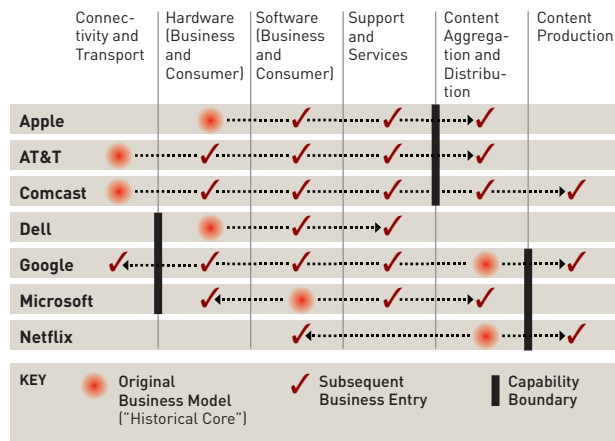 Connec-
tivity and
Transport
Hardware
(Business
and
Consumer)
Software
(Business
and
Consumer)
Support
and
Services
Content
Aggrega-
tion and
Distribu-
tion
Content
Production
Apple
AT&T
Comcast
Dell
Google
Microsoft
Netflix
KEY
Original
Business Model
("Historical Core")
Subsequent
Business Entry
Capability
Boundary